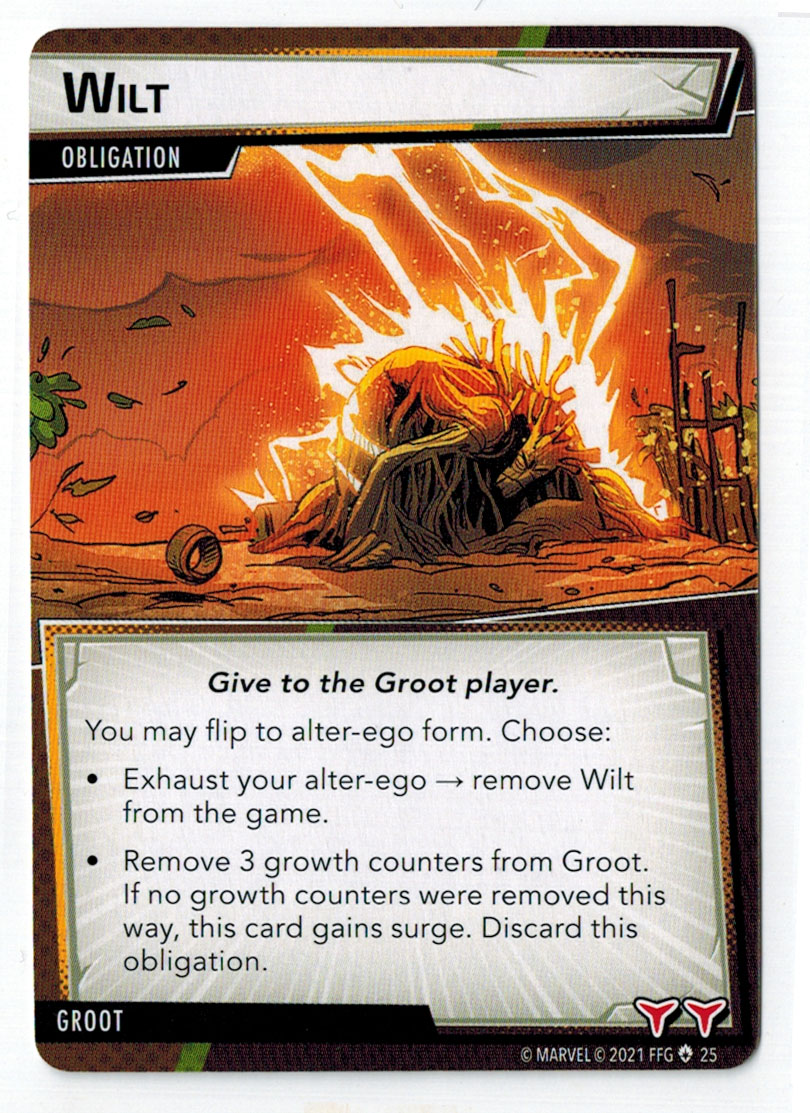 WILT
OBLIGATION
Give to the Groot player.
You may flip to alter-ego form. Choose:
• Exhaust your alter-ego → remove Wilt
from the game.
• Remove 3 growth counters from Groot.
If no growth counters were removed this
way, this card gains surge. Discard this
obligation.
GROOT
© MARVEL © 2021 FFG 25